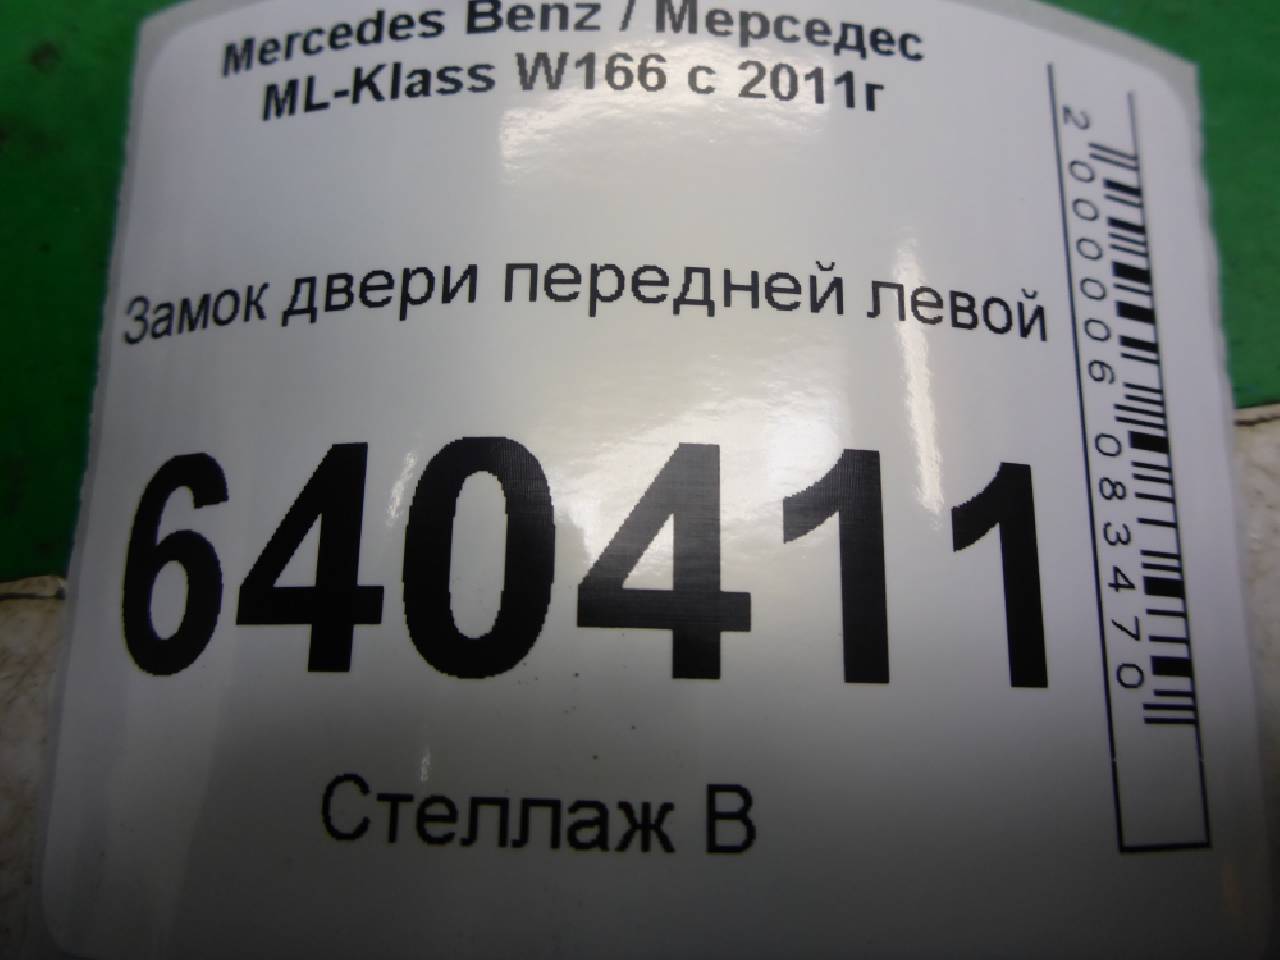 Mercedes Benz / Мерседес
ML-Klass W166 с 2011г
Замок двери передней левой
640411
Стеллаж В
2000006083470